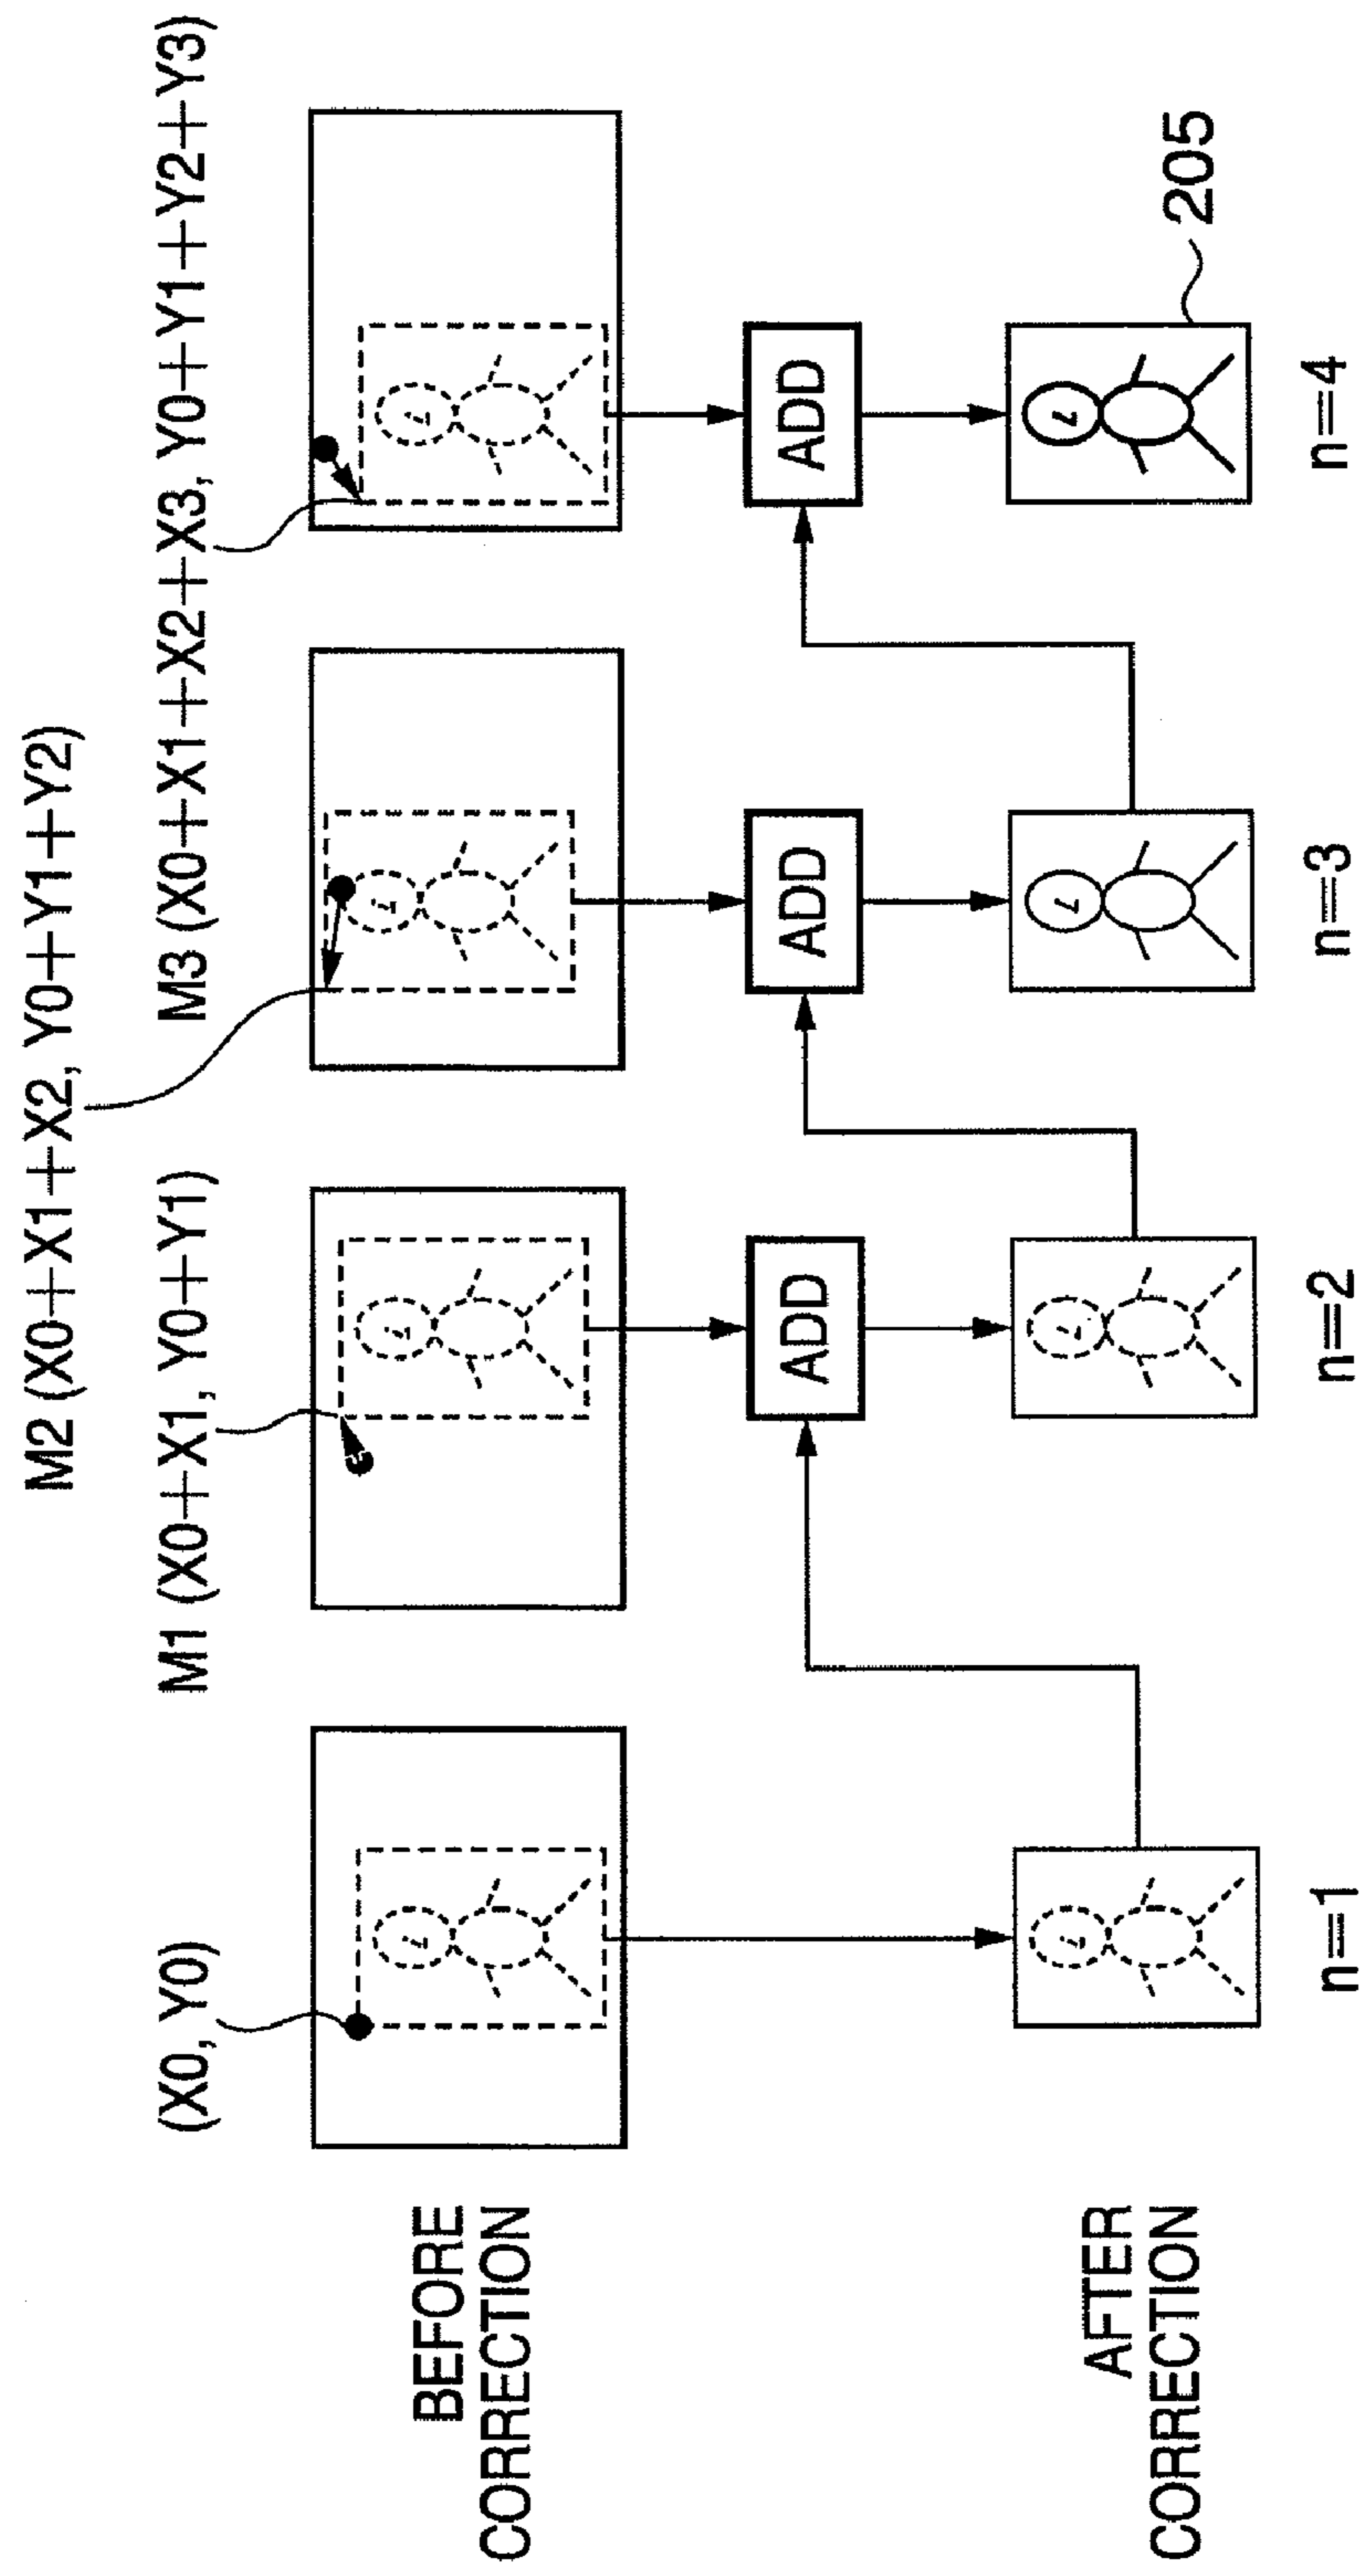 M2 (X0+X1+X2, Y0+Y1+Y2)
(X0, Y0)
M1 (X0+X1, Y0+Y1)
M3 (X0+X1+X2+X3, Y0+Y1+Y2+Y3)
BEFORE
CORRECTION
ADD
ADD
ADD
AFTER
CORRECTION
205
n=1
n=2
n=3
n=4